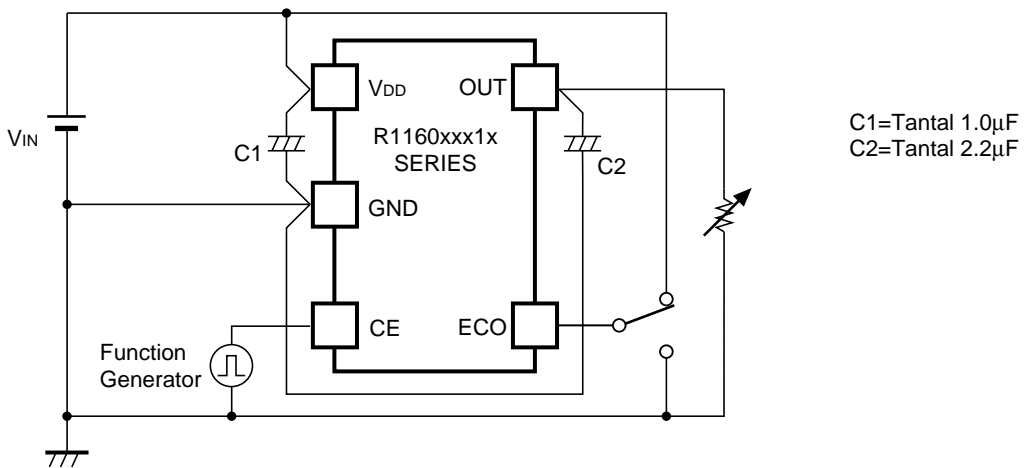 VDD
OUT
R1160xxx1x
SERIES
C1=Tantal 1.0µF
C2=Tantal 2.2µF
VIN
C1
C2
GND
CE
ECO
Function
Generator